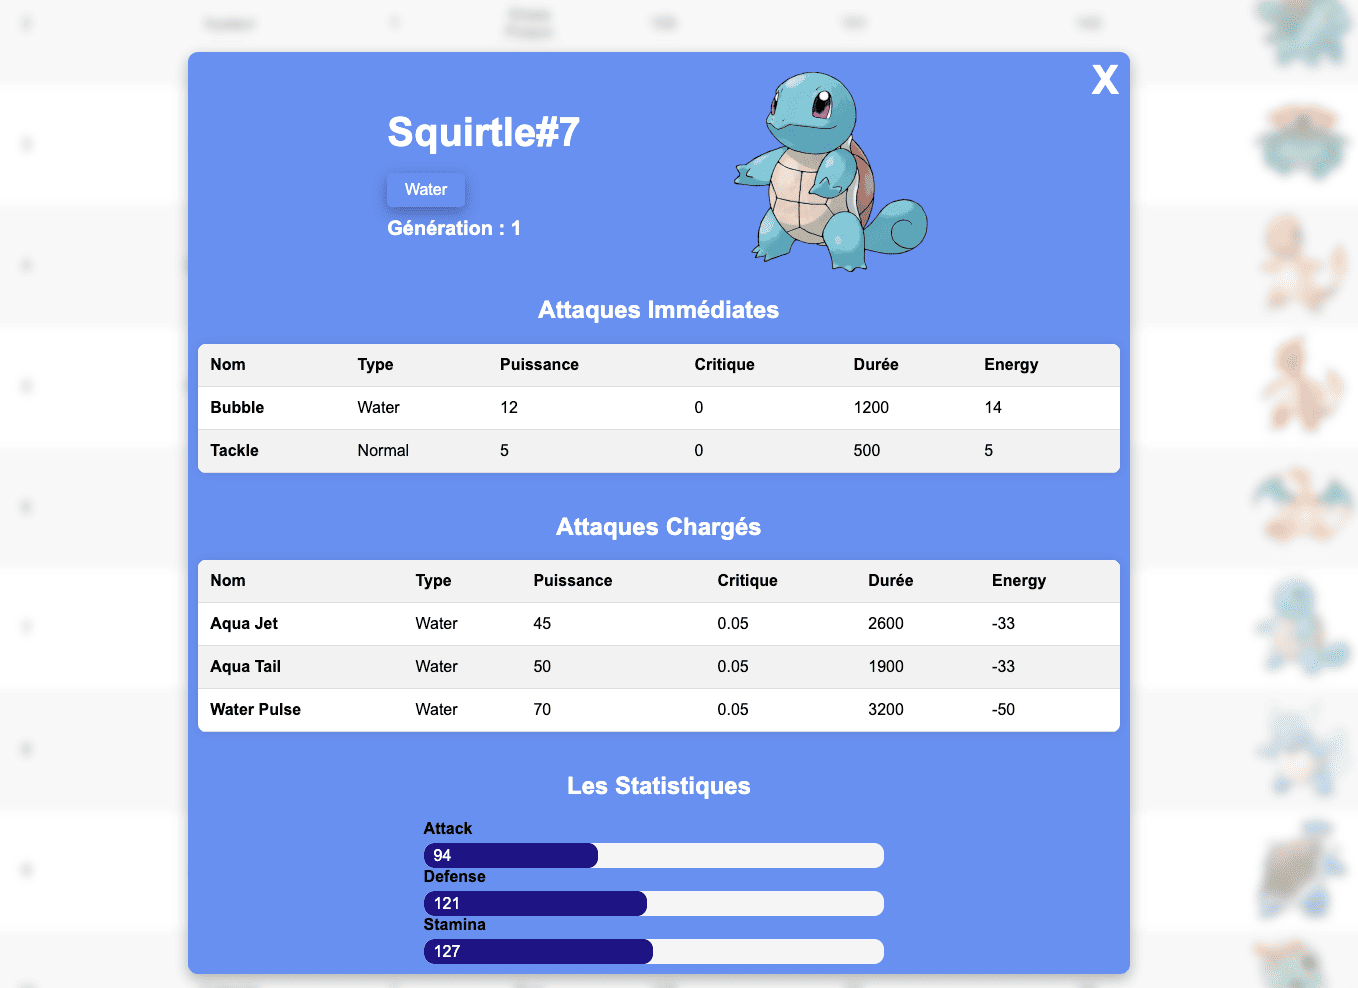 X
Squirtle#7
Water
Génération : 1
Attaques Immédiates
Nom Type Puissance Critique Durée Energy
Bubble Water 12 0 1200 14
Tackle Normal 5 0 500 5
Attaques Chargés
Nom Type Puissance Critique Durée Energy
Aqua Jet Water 45 0.05 2600 -33
Aqua Tail Water 50 0.05 1900 -33
Water Pulse Water 70 0.05 3200 -50
Les Statistiques
Attack
94
Defense
121
Stamina
127